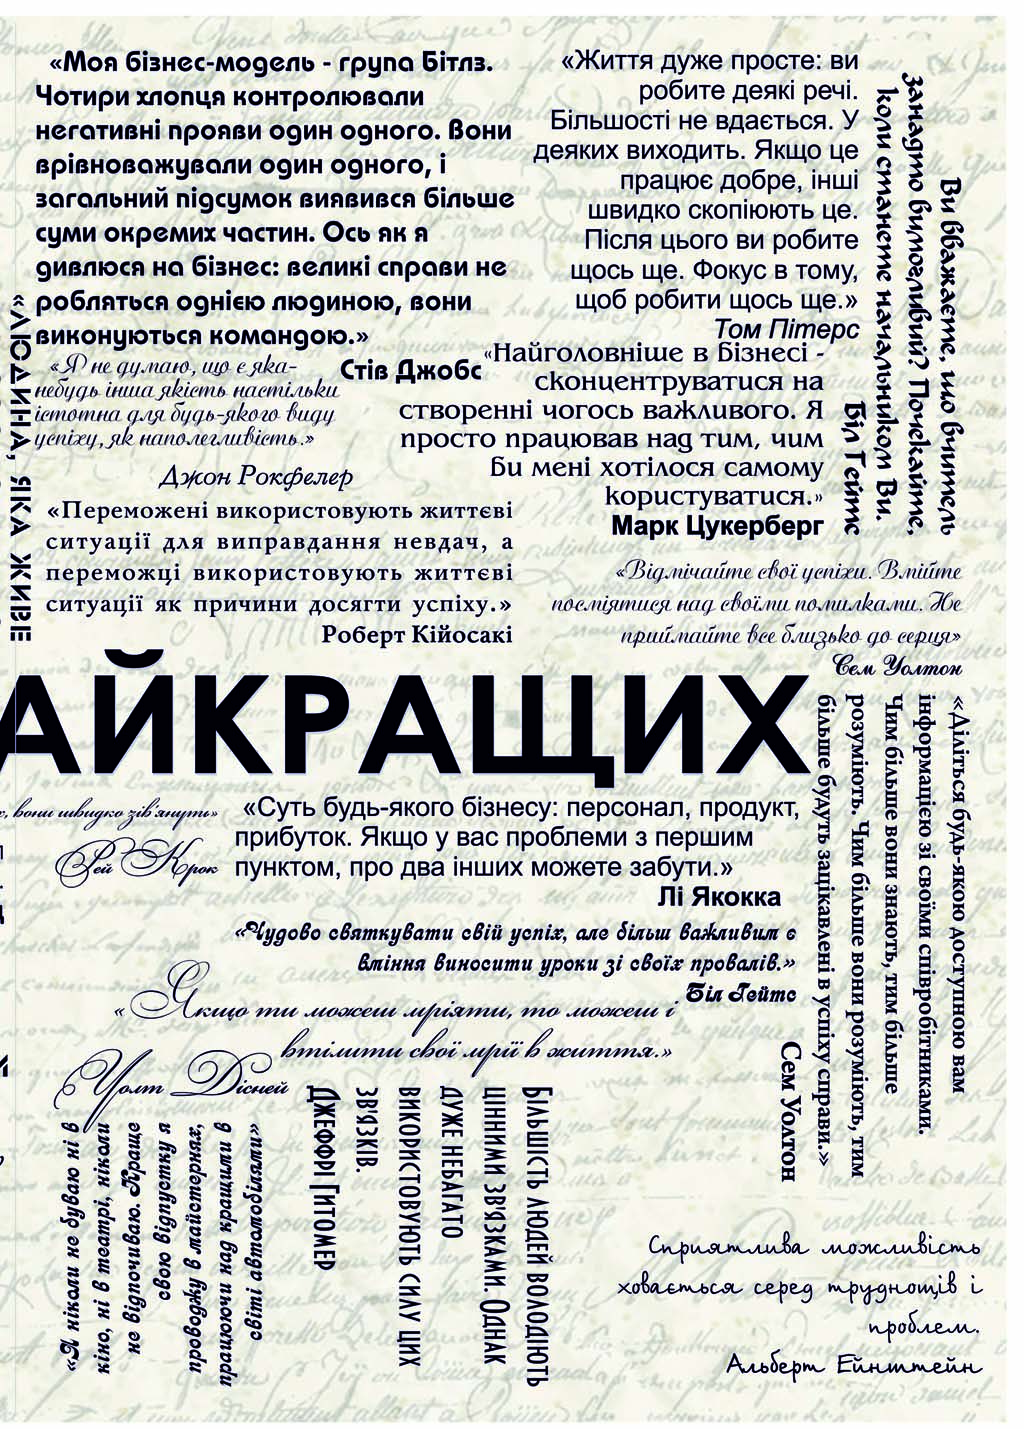 «Моя бізнес-модель - група Бітлз.
Чотири хлопця контролювали
негативні прояви один одного. Вони
врівноважували один одного, і
загальний підсумок виявився більше
суми окремих частин. Ось як я
дивлюся на бізнес: великі справи не
робляться однією людиною, вони
виконуються командою.»
Стів Джобс
«Життя дуже просте: ви
робите деякі речі.
Більшості не вдається. У
деяких виходить. Якщо це
працює добре, інші
швидко скопіюють це.
Після цього ви робите
щось ще. Фокус в тому,
щоб робити щось ще.»
Том Пітерс
Ви вважаєте, що вчитель
занадто вимогливий? Почекайте,
коли станете начальником Ви.
Біл Гейтс
«ЛЮДИНА, ЯКА ЖИВЕ
«Я не думаю, що є яка-
небудь інша якість настільки
істотна для будь-якого виду
успіху, як наполегливість.»
Джон Рокфелер
«Найголовніше в бізнесі -
сконцентруватися на
створенні чогось важливого. Я
просто працював над тим, чим
би мені хотілося самому
користуватися.»
Марк Цукерберг
«Переможені використовують життєві
ситуації для виправдання невдач, а
переможці використовують життєві
ситуації як причини досягти успіху.»
Роберт Кійосакі
«Відмічайте свої успіхи. Вмійте
посміятися над своїми помилками. Не
приймайте все близько до серця»
Сем Уолтон
АЙКРАЩИХ
«Діліться будь-якою доступною вам
інформацією зі своїми співробітниками.
Чим більше вони знають, тим більше
розуміють. Чим більше вони розуміють, тим
більше будуть зацікавлені в успіху справи.»
Сем Уолтон
, вони швидко зів'януть»
Рей Крок
«Суть будь-якого бізнесу: персонал, продукт,
прибуток. Якщо у вас проблеми з першим
пунктом, про два інших можете забути.»
Лі Якокка
«Чудово святкувати свій успіх, але більш важливим є
вміння виносити уроки зі своїх провалів.»
Біл Гейтс
«Якщо ти можеш мріяти, то можеш і
втілити свої мрії в життя.»
Уолт Дісней
«Я ніколи не буваю ні в
кіно, ні в театрі, ніколи
не відпочиваю. Краще
свою відпустку я
проводжу в майстернях,
працюючи над кращими в
світі автомобілями»
Більшість людей володіють
цінними зв'язками. Однак
дуже небагато
використовують силу цих
зв'язків.
Джеффрі Гитомер
Сприятлива можливість
ховається серед труднощів і
проблем.
Альберт Ейнштейн